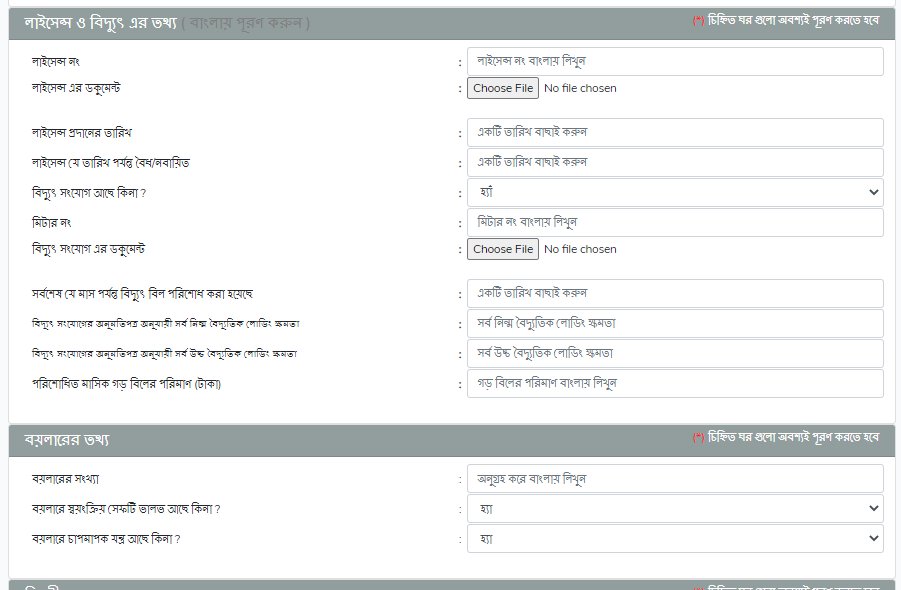 লাইসেন্স ও বিদ্যুৎ এর তথ্য ( বাংলায় পূরণ করুন )
(*) চিহ্নিত ঘর গুলো অবশ্যই পূরণ করতে হবে
লাইসেন্স নং : লাইসেন্স নং বাংলায় লিখুন
লাইসেন্স এর ডকুমেন্ট : Choose File No file chosen
লাইসেন্স প্রদানের তারিখ : একটি তারিখ বাছাই করুন
লাইসেন্স যে তারিখ পর্যন্ত বৈধ/নবায়িত : একটি তারিখ বাছাই করুন
বিদ্যুৎ সংযোগ আছে কিনা ? : হ্যাঁ
মিটার নং : মিটার নং বাংলায় লিখুন
বিদ্যুৎ সংযোগ এর ডকুমেন্ট : Choose File No file chosen
সর্বশেষ যে মাস পর্যন্ত বিদ্যুৎ বিল পরিশোধ করা হয়েছে : একটি তারিখ বাছাই করুন
বিদ্যুৎ সংযোগের অনুমতিপত্র অনুযায়ী সর্ব নিম্ন বৈদ্যুতিক লোডিং ক্ষমতা : সর্ব নিম্ন বৈদ্যুতিক লোডিং ক্ষমতা
বিদ্যুৎ সংযোগের অনুমতিপত্র অনুযায়ী সর্ব উচ্চ বৈদ্যুতিক লোডিং ক্ষমতা : সর্ব উচ্চ বৈদ্যুতিক লোডিং ক্ষমতা
পরিশোধিত মাসিক গড় বিলের পরিমাণ (টাকা) : গড় বিলের পরিমান বাংলায় লিখুন
বয়লারের তথ্য
(*) চিহ্নিত ঘর গুলো অবশ্যই পূরণ করতে হবে
বয়লারের সংখ্যা : অনুগ্রহ করে বাংলায় লিখুন
বয়লারে স্বয়ংক্রিয় সেফটি ভালভ আছে কিনা ? : হ্যা
বয়লারে চাপমাপক যন্ত্র আছে কিনা ? : হ্যা